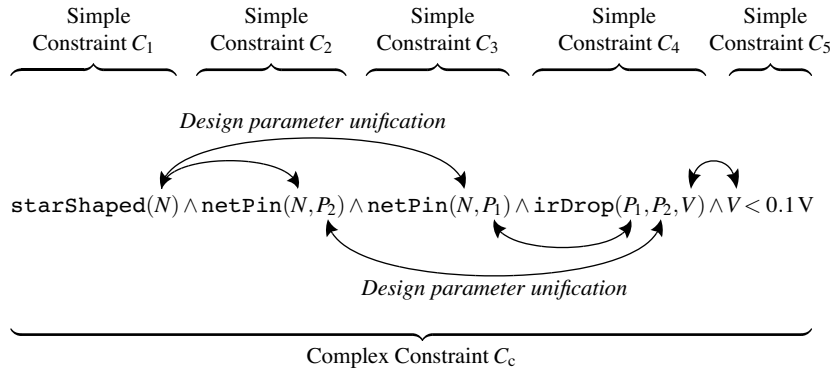 Simple Simple Simple Simple Simple
Constraint C1 Constraint C2 Constraint C3 Constraint C4 Constraint C5
Design parameter unification
starShaped(N) ∧ netPin(N,P2) ∧ netPin(N,P1) ∧ irDrop(P1,P2,V) ∧ V < 0.1 V
Design parameter unification
Complex Constraint Cc